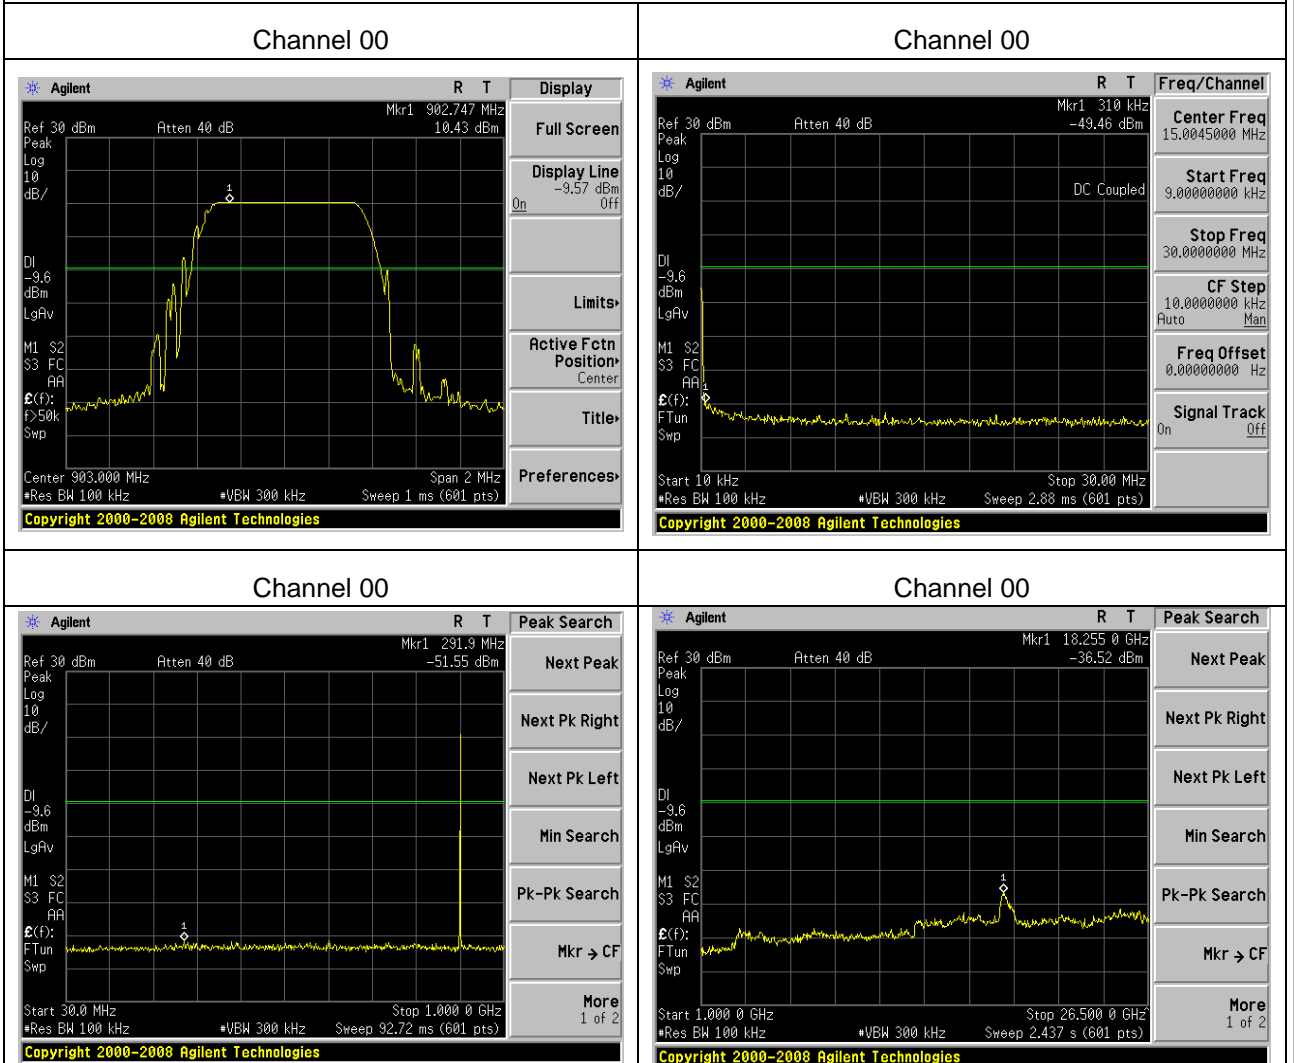 Channel 00
Agilent R T
Mkr1 902.747 MHz
Ref 30 dBm Atten 40 dB 10.43 dBm
Peak
Log
10
dB/
1
DI
-9.6
dBm
LgAv
M1 S2
S3 FC
AA
£(f):
f>50k
Swp
Center 903.000 MHz Span 2 MHz
#Res BW 100 kHz #VBW 300 kHz Sweep 1 ms (601 pts)
Copyright 2000-2008 Agilent Technologies
Display
Full Screen
Display Line
-9.57 dBm
On Off
Limits
Active Fctn
Position
Center
Title
Preferences
Channel 00
Agilent R T
Mkr1 310 kHz
Ref 30 dBm Atten 40 dB -49.46 dBm
Peak
Log
10
dB/
DC Coupled
DI
-9.6
dBm
LgAv
M1 S2
S3 FC
AA
1
£(f):
FTun
Swp
Start 10 kHz Stop 30.00 MHz
#Res BW 100 kHz #VBW 300 kHz Sweep 2.88 ms (601 pts)
Copyright 2000-2008 Agilent Technologies
Freq/Channel
Center Freq
15.0045000 MHz
Start Freq
9.00000000 kHz
Stop Freq
30.0000000 MHz
CF Step
10.0000000 kHz
Auto Man
Freq Offset
0.00000000 Hz
Signal Track
On Off
Channel 00
Agilent R T
Mkr1 291.9 MHz
Ref 30 dBm Atten 40 dB -51.55 dBm
Peak
Log
10
dB/
DI
-9.6
dBm
LgAv
M1 S2
S3 FC
AA
1
£(f):
FTun
Swp
Start 30.0 MHz Stop 1.000 0 GHz
#Res BW 100 kHz #VBW 300 kHz Sweep 92.72 ms (601 pts)
Copyright 2000-2008 Agilent Technologies
Peak Search
Next Peak
Next Pk Right
Next Pk Left
Min Search
Pk-Pk Search
Mkr → CF
More
1 of 2
Channel 00
Agilent R T
Mkr1 18.255 0 GHz
Ref 30 dBm Atten 40 dB -36.52 dBm
Peak
Log
10
dB/
DI
-9.6
dBm
LgAv
1
M1 S2
S3 FC
AA
£(f):
FTun
Swp
Start 1.000 0 GHz Stop 26.500 0 GHz
#Res BW 100 kHz #VBW 300 kHz Sweep 2.437 s (601 pts)
Copyright 2000-2008 Agilent Technologies
Peak Search
Next Peak
Next Pk Right
Next Pk Left
Min Search
Pk-Pk Search
Mkr → CF
More
1 of 2